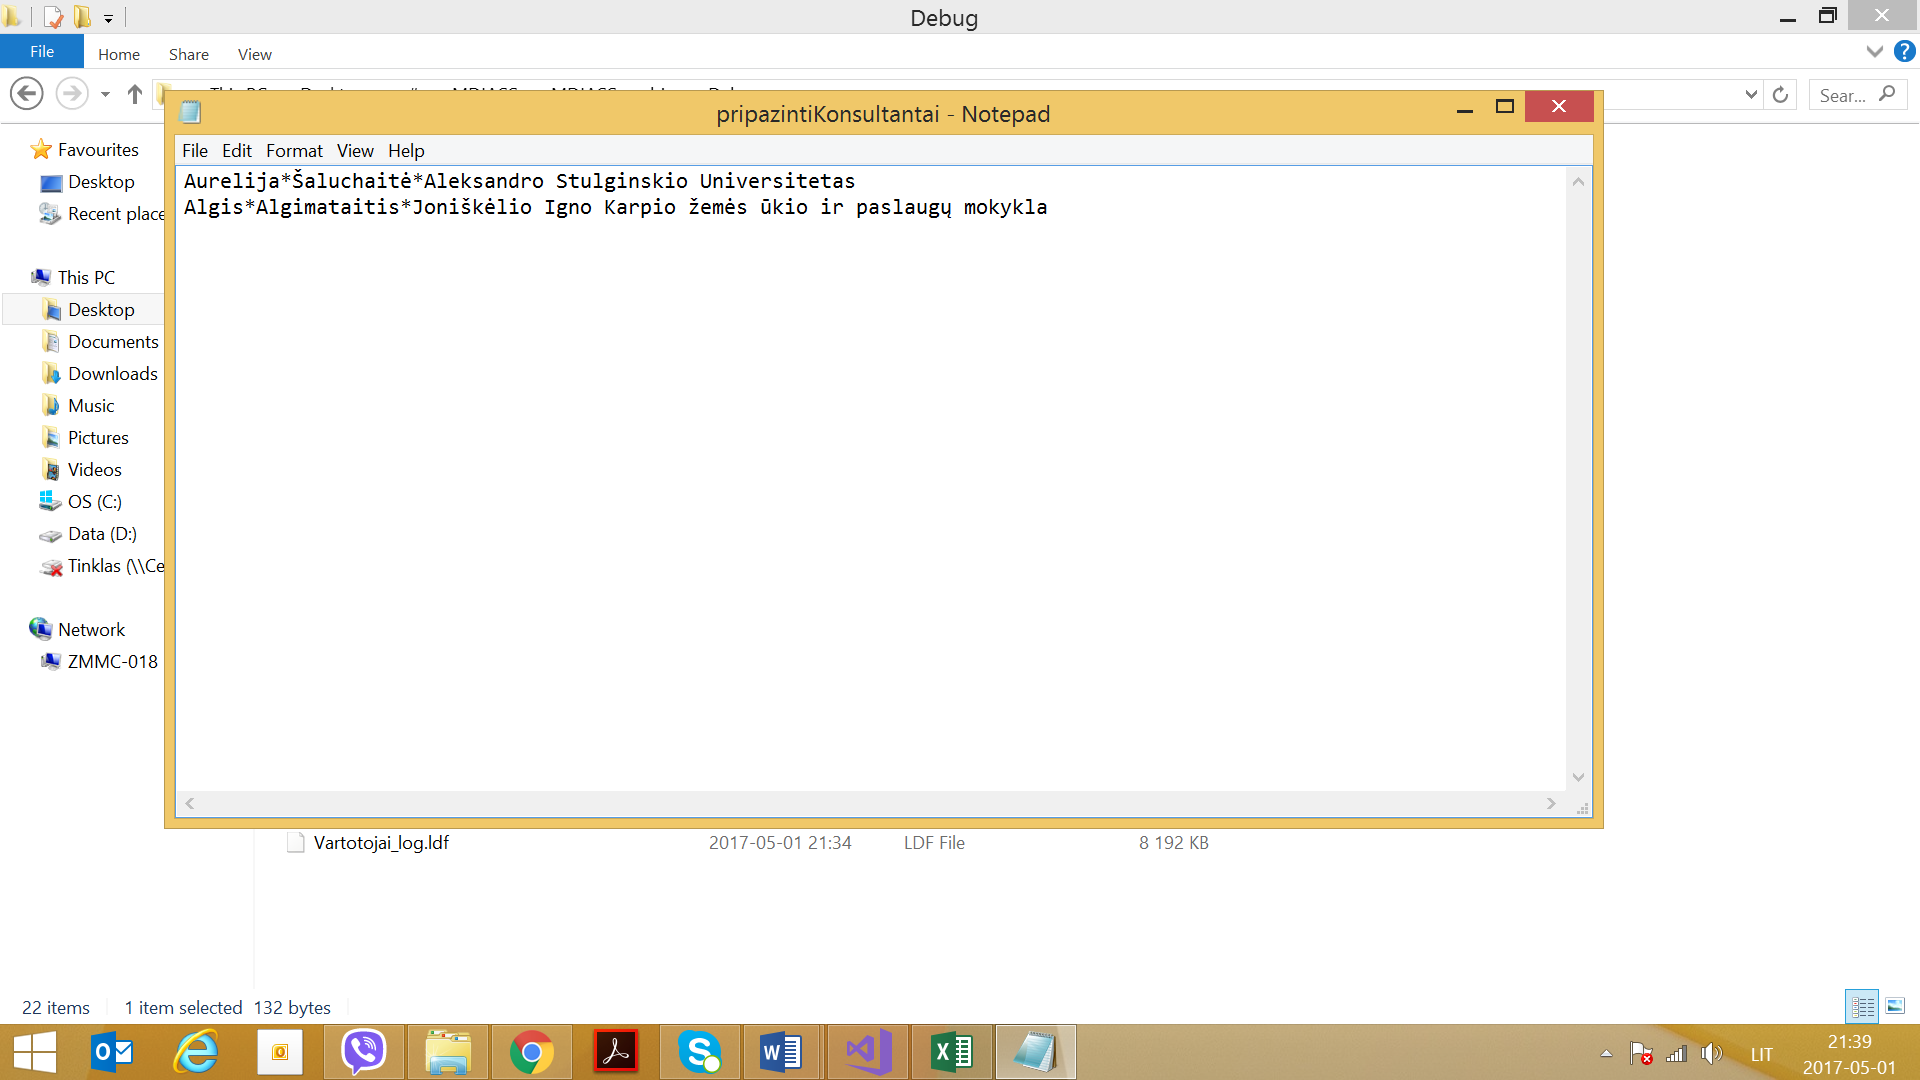 Debug
File Home Share View
Sear...
pripazintiKonsultantai - Notepad
File Edit Format View Help
Aurelija*Šaluchaitė*Aleksandro Stulginskio Universitetas
Algis*Algimataitis*Joniškėlio Igno Karpio žemės ūkio ir paslaugų mokykla
Favourites
Desktop
Recent place
This PC
Desktop
Documents
Downloads
Music
Pictures
Videos
OS (C:)
Data (D:)
Tinklas (\\Ce
Network
ZMMC-018
Vartotojai_log.ldf 2017-05-01 21:34 LDF File 8 192 KB
22 items 1 item selected 132 bytes
LIT
21:39
2017-05-01